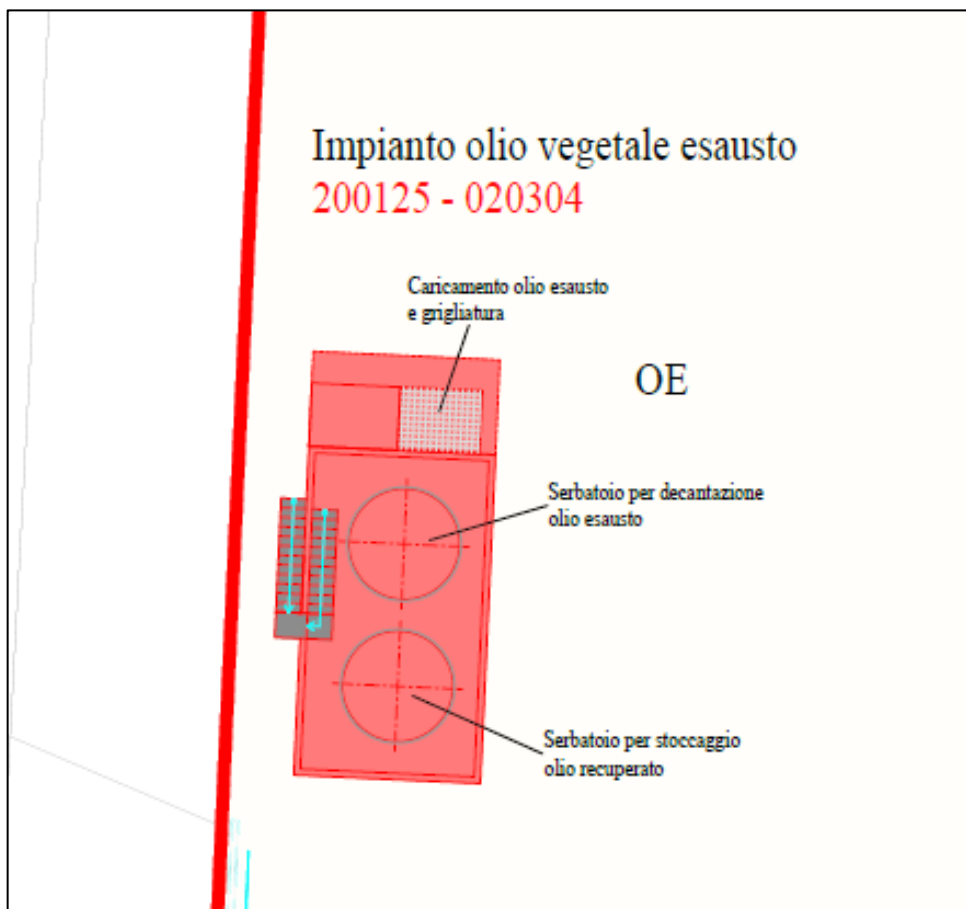 Impianto olio vegetale esausto
200125 - 020304
Caricamento olio esausto
e grigliatura
OE
Serbatoio per decantazione
olio esausto
Serbatoio per stoccaggio
olio recuperato